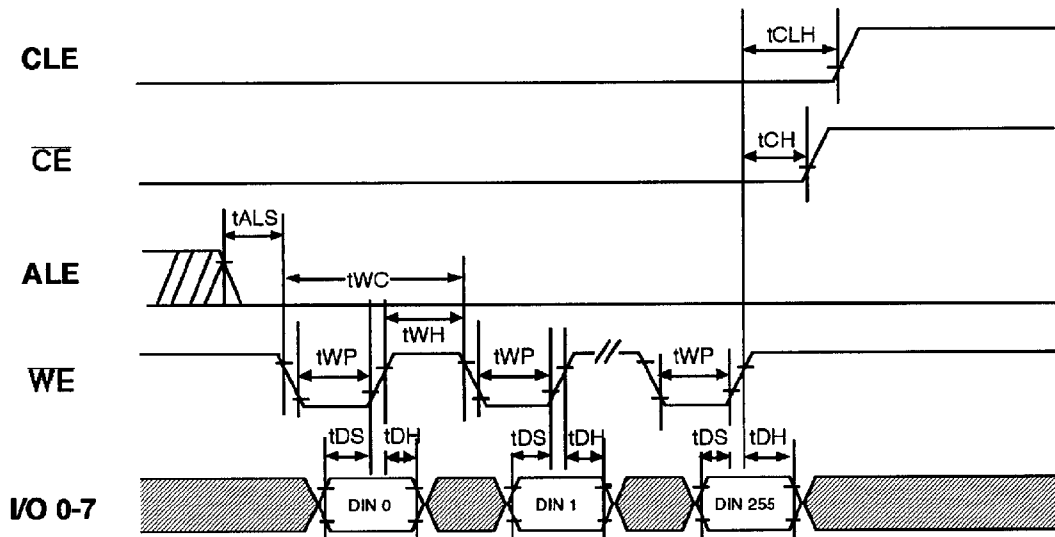 CLE
tCLH
CE
tCH
ALE
tALS
tWC
tWH
WE
tWP
tWP
tWP
tDS
tDH
tDS
tDH
tDS
tDH
I/O 0-7
DIN 0
DIN 1
DIN 255